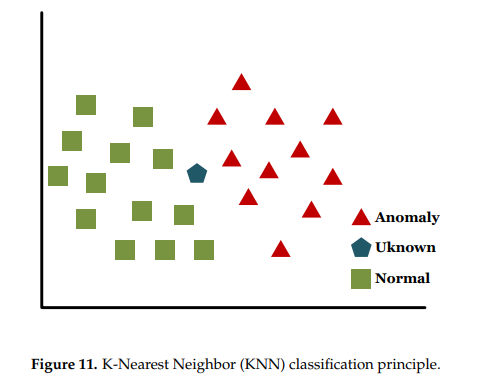 Anomaly
Uknown
Normal
Figure 11. K-Nearest Neighbor (KNN) classification principle.